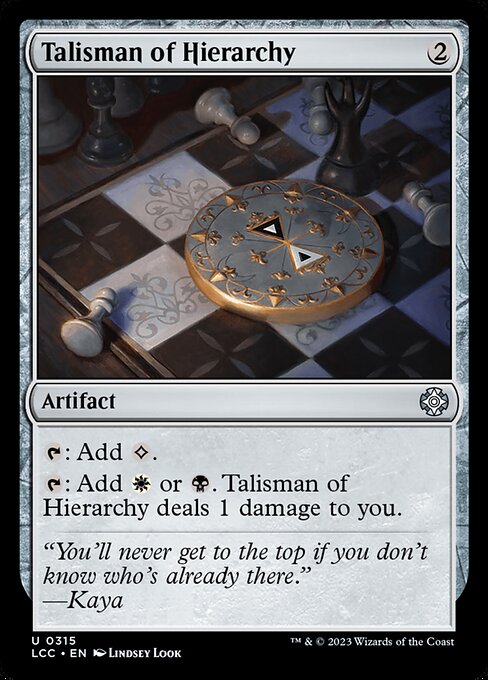 Talisman of Hierarchy 2
Artifact
: Add .
: Add or . Talisman of
Hierarchy deals 1 damage to you.
“You’ll never get to the top if you don’t
know who’s already there.”
—Kaya
U 0315
LCC • EN Lindsey Look
™ & © 2023 Wizards of the Coast